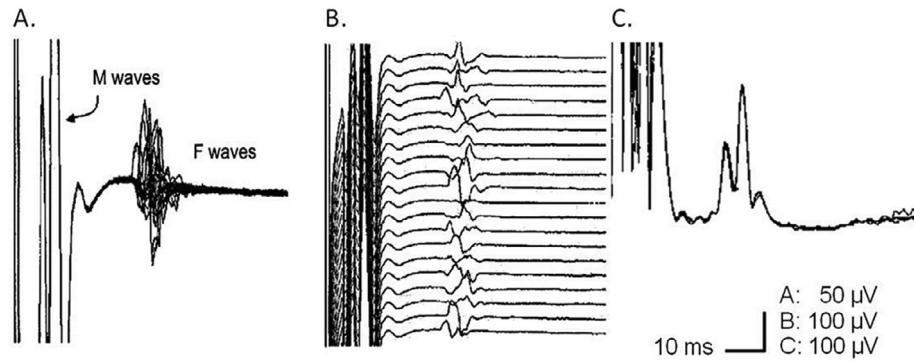 A.
B.
C.
M waves
F waves
A: 50 µV
B: 100 µV
C: 100 µV
10 ms